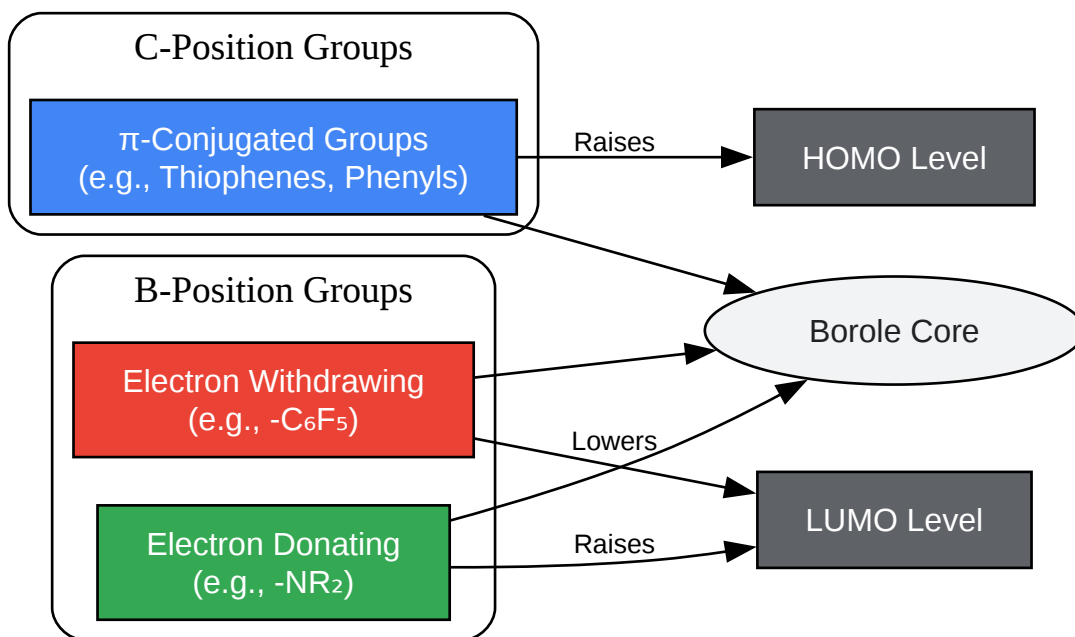 C-Position Groups
π-Conjugated Groups
(e.g., Thiophenes, Phenyls)
Raises
HOMO Level
B-Position Groups
Borole Core
Electron Withdrawing
(e.g., -C₆F₅)
Lowers
LUMO Level
Electron Donating
(e.g., -NR₂)
Raises